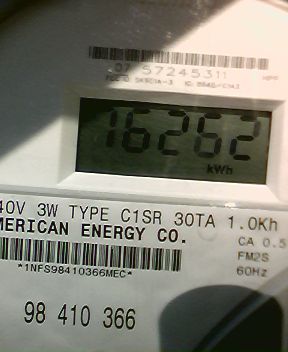 07 57245311
16262
kWh
40V 3W TYPE C1SR 30TA 1.0Kh
MERICAN ENERGY CO.
CA 0.5
FM2S
60HZ
*1NFS98410366MEC*
98 410 366